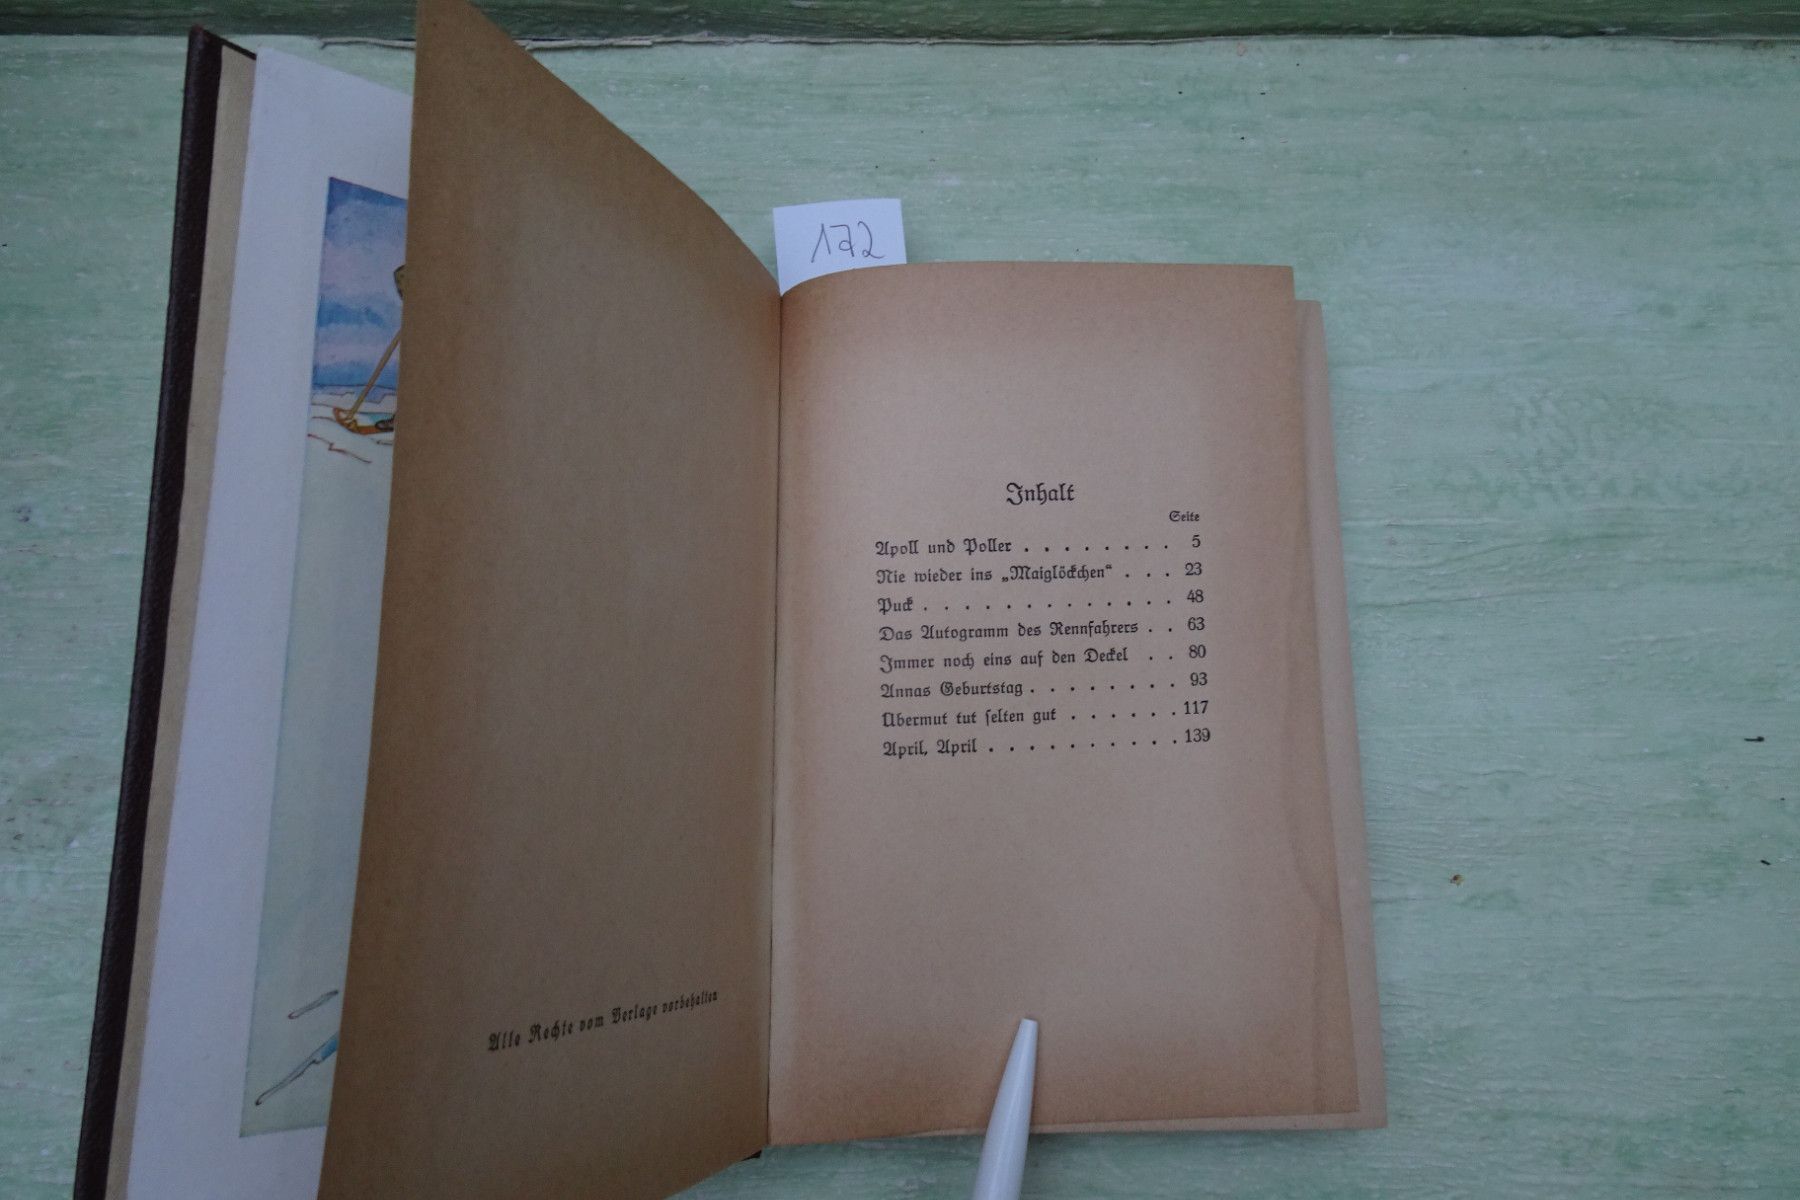 172
Alle Rechte vom Verlage vorbehalten
Inhalt
Seite
Apoll und Poller . . . . . . . . 5
Nie wieder ins „Maiglöckchen“ . . . 23
Puck . . . . . . . . . . . . . 48
Das Autogramm des Rennfahrers . . 63
Immer noch eins auf den Deckel . . 80
Annas Geburtstag . . . . . . . . 93
Übermut tut ſelten gut . . . . . . 117
April, April . . . . . . . . . . 139